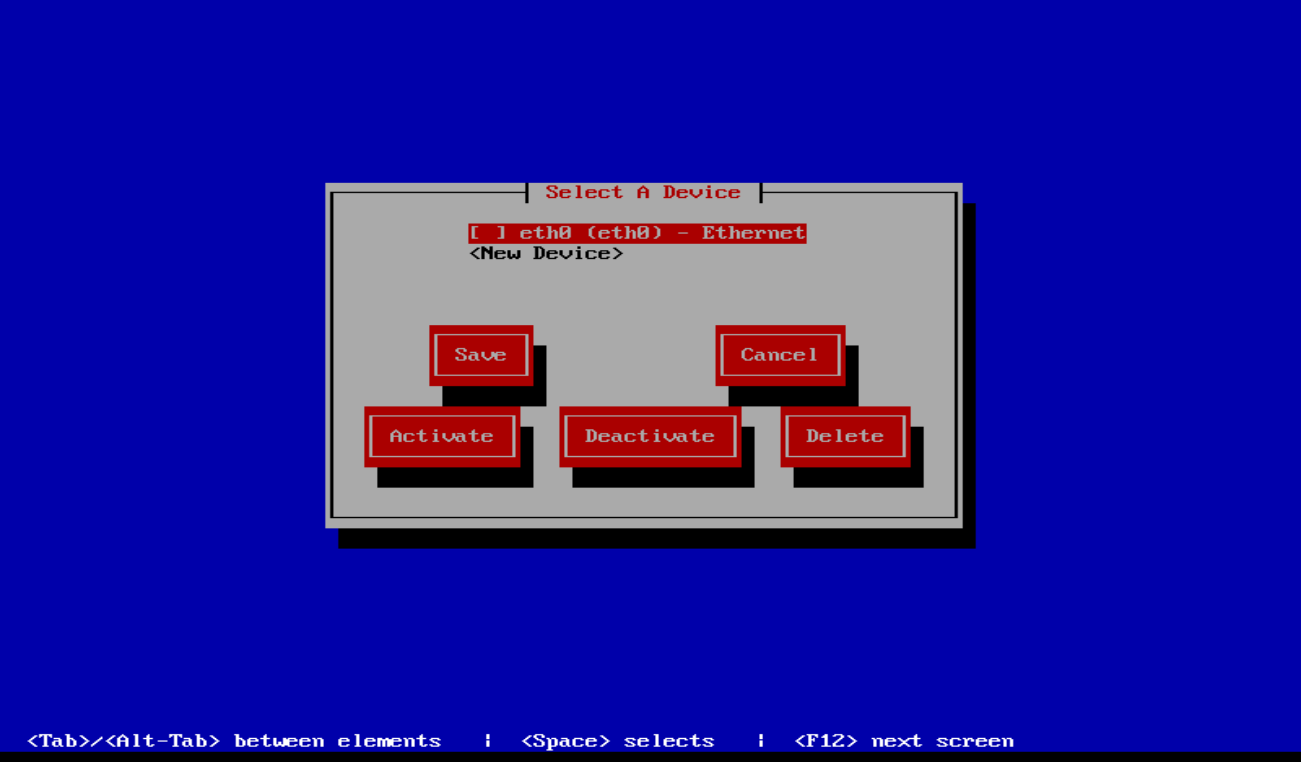 Select A Device
[ ] eth0 (eth0) - Ethernet
<New Device>
Save Cancel
Activate Deactivate Delete
<Tab>/<Alt-Tab> between elements | <Space> selects | <F12> next screen